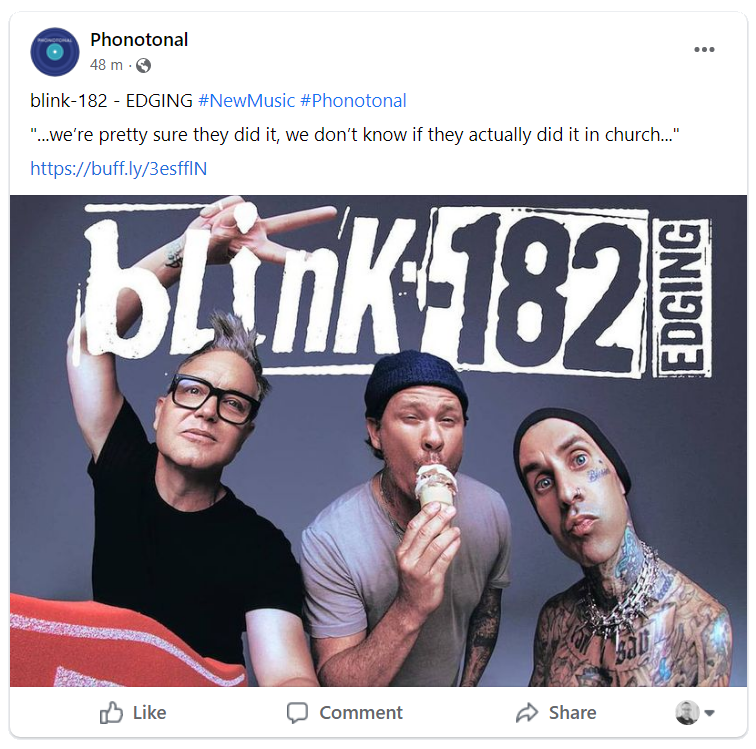 Phonotonal
48 m ·
blink-182 - EDGING #NewMusic #Phonotonal
"...we're pretty sure they did it, we don't know if they actually did it in church..."
https://buff.ly/3esfflN
blink-182
EDGING
Like
Comment
Share